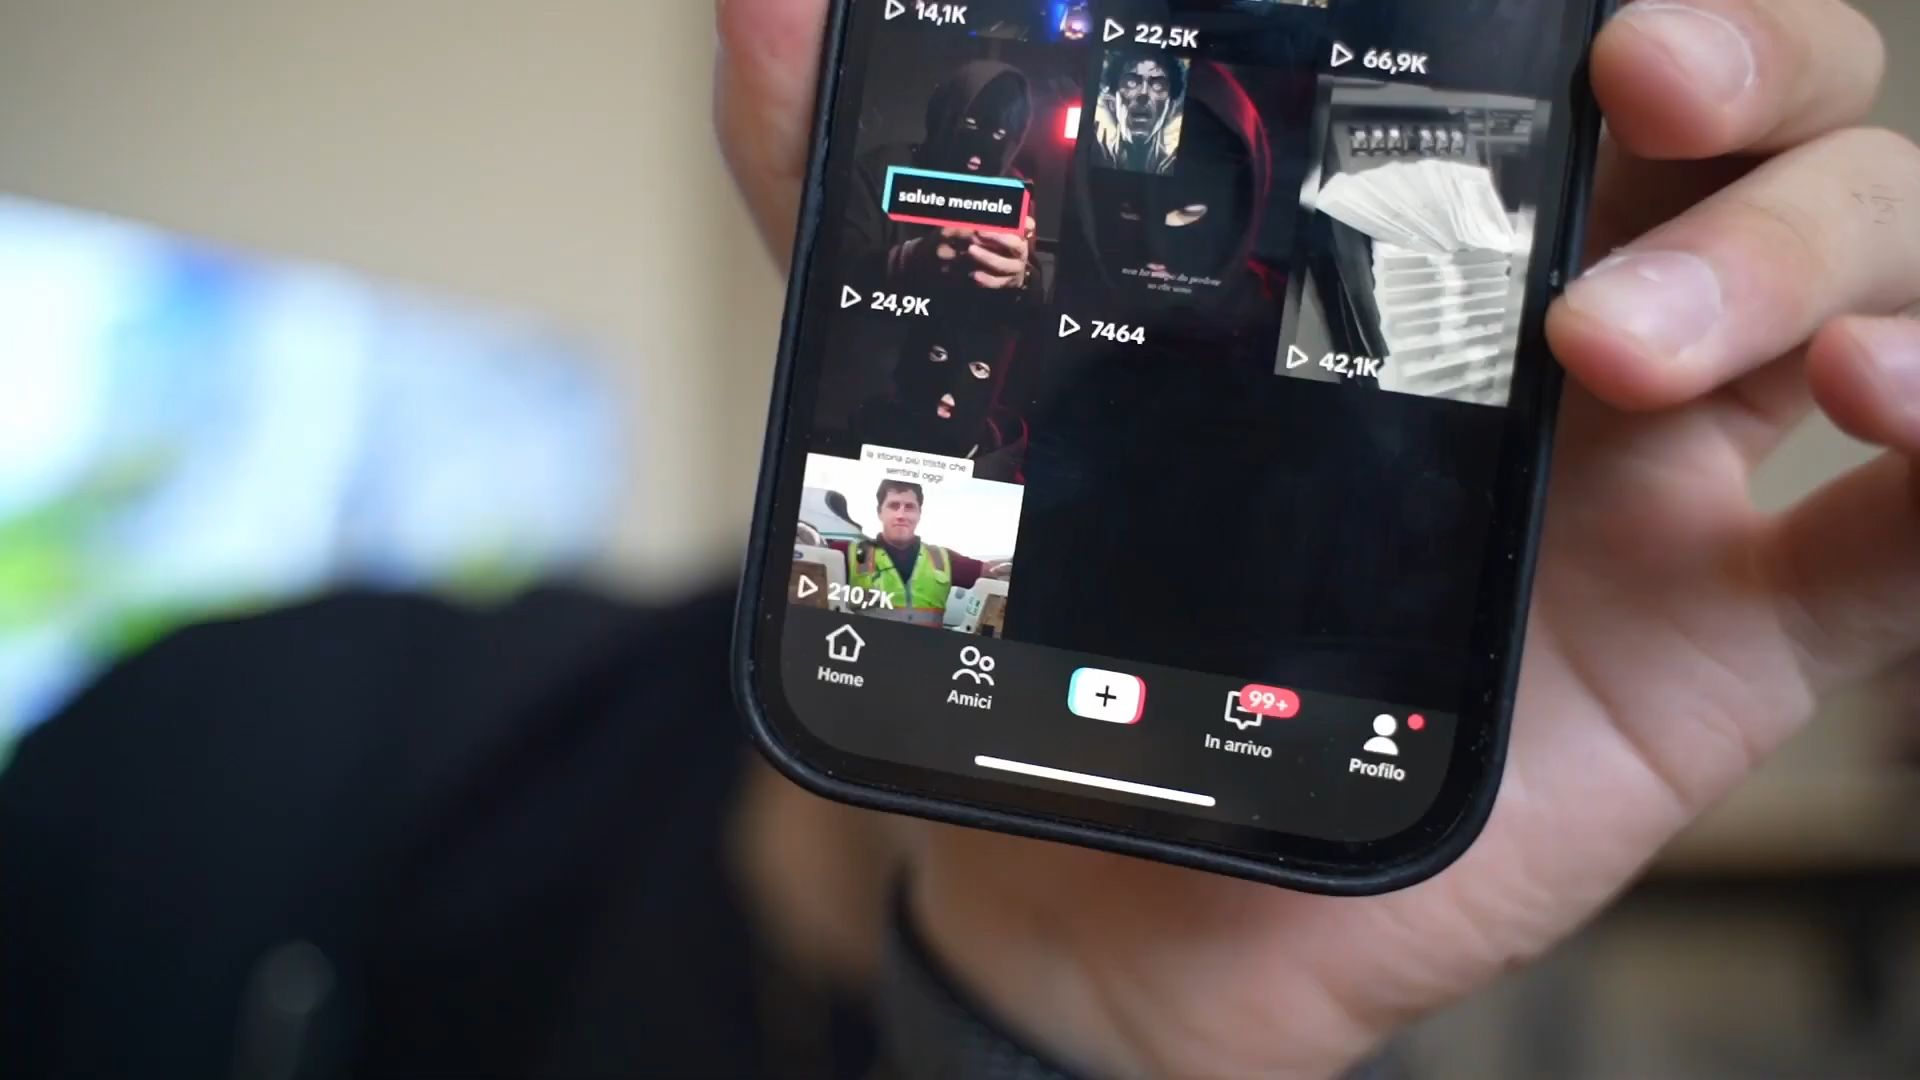 14,1K
22,5K
66,9K
salute mentale
24,9K
7464
42,1K
la storia più triste che
sentirai oggi
210,7K
Home
Amici
99+
In arrivo
Profilo